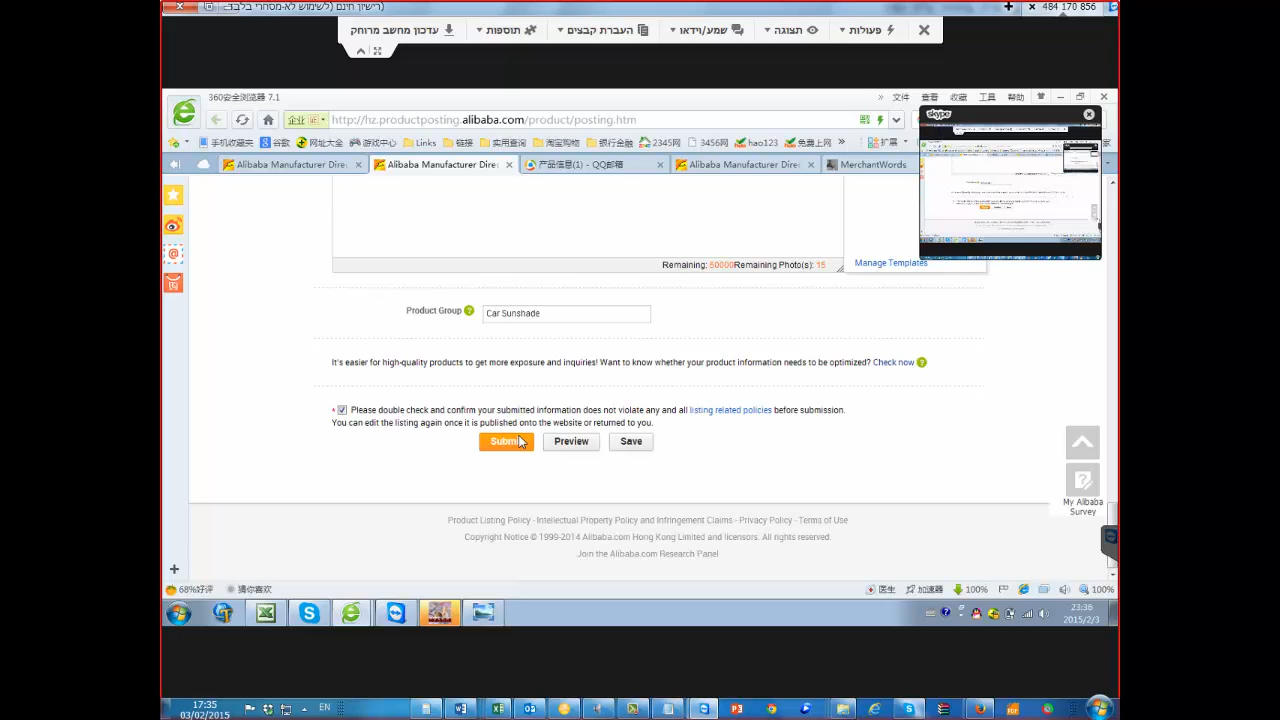 (רישיון חינם (לשימוש לא-מסחרי בלבד
484 170 856
פעולות
תצוגה
שמע/וידאו
העברת קבצים
תוספות
עדכון מחשב מרוחק
360安全浏览器 7.1
» 文件 查看 收藏 工具 帮助
skype
企业
http://hz.productposting.alibaba.com/product/posting.htm
手机收藏夹 谷歌 网址大全 游戏中心 Links 公司 实用查询 淘宝购物 银行金融 2345网 3456网 hao123 免费上网 » 扩展
Alibaba Manufacturer
Alibaba Manufacturer Dire
Alibaba Manufacturer Dire
MerchantWords
Remaining: 50000Remaining Photo(s): 15
Manage Templates
Product Group
Car Sunshade
It's easier for high-quality products to get more exposure and inquiries! Want to know whether your product information needs to be optimized? Check now
* Please double check and confirm your submitted information does not violate any and all listing related policies before submission.
You can edit the listing again once it is published onto the website or returned to you.
Submit Preview Save
My Alibaba
Survey
Product Listing Policy - Intellectual Property Policy and Infringement Claims - Privacy Policy - Terms of Use
Copyright Notice © 1999-2014 Alibaba.com Hong Kong Limited and licensors. All rights reserved.
Join the Alibaba.com Research Panel
68%好评 猜你喜欢
医生 加速器 100% 100%
23:36
2015/2/3
17:35
03/02/2015
EN